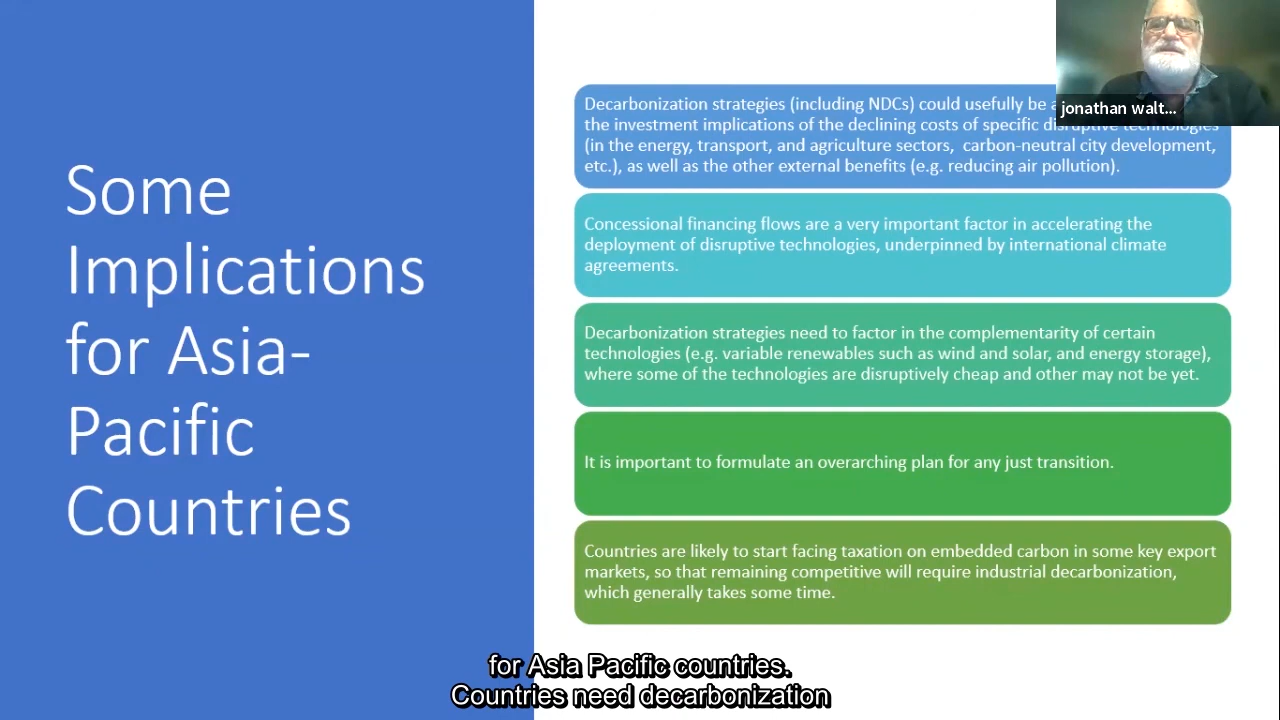 Some
Implications
for Asia-
Pacific
Countries
Decarbonization strategies (including NDCs) could usefully be
the investment implications of the declining costs of specific disruptive technologies
(in the energy, transport, and agriculture sectors, carbon-neutral city development,
etc.), as well as the other external benefits (e.g. reducing air pollution).
Concessional financing flows are a very important factor in accelerating the
deployment of disruptive technologies, underpinned by international climate
agreements.
Decarbonization strategies need to factor in the complementarity of certain
technologies (e.g. variable renewables such as wind and solar, and energy storage),
where some of the technologies are disruptively cheap and other may not be yet.
It is important to formulate an overarching plan for any just transition.
Countries are likely to start facing taxation on embedded carbon in some key export
markets, so that remaining competitive will require industrial decarbonization,
which generally takes some time.
jonathan walt...
for Asia Pacific countries.
Countries need decarbonization